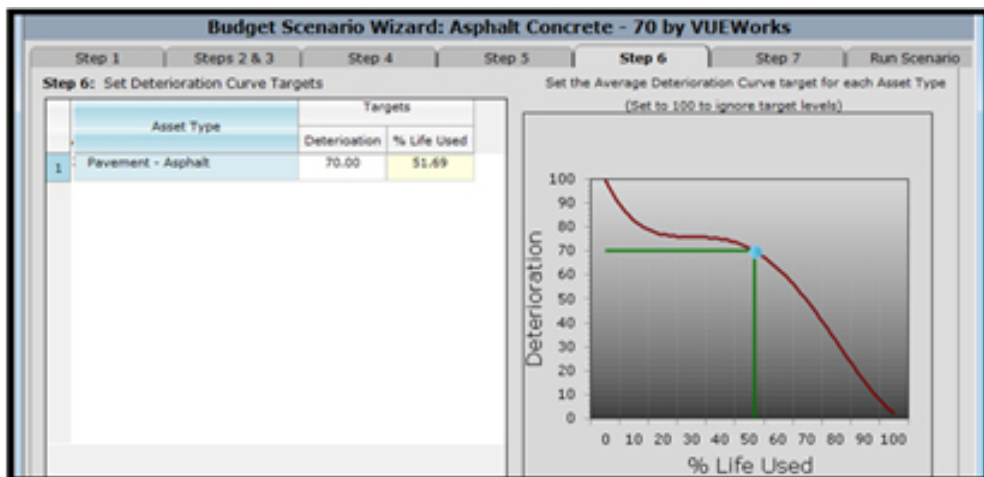 Budget Scenario Wizard: Asphalt Concrete - 70 by VUEWorks
Step 1 Steps 2 & 3 Step 4 Step 5 Step 6 Step 7 Run Scenario
Step 6: Set Deterioration Curve Targets
Asset Type
Targets
Deterioation % Life Used
1 Pavement - Asphalt 70.00 51.69
Set the Average Deterioration Curve target for each Asset Type
(Set to 100 to ignore target levels)
Deterioration
100
90
80
70
60
50
40
30
20
10
0
0 10 20 30 40 50 60 70 80 90 100
% Life Used